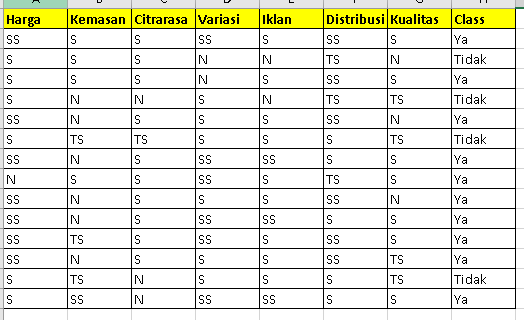 Harga Kemasan Citrarasa Variasi Iklan Distribusi Kualitas Class
SS S S SS S SS S Ya
S S S N N TS N Tidak
S S S N S SS S Ya
S N N S N TS TS Tidak
SS N S S S SS N Ya
S TS TS S S S TS Tidak
SS N S SS SS S S Ya
N S S SS S TS S Ya
SS N S S S SS N Ya
SS N S SS SS S S Ya
SS TS S SS S SS S Ya
SS N S S S SS TS Ya
S TS N S S S TS Tidak
S SS N SS SS S S Ya